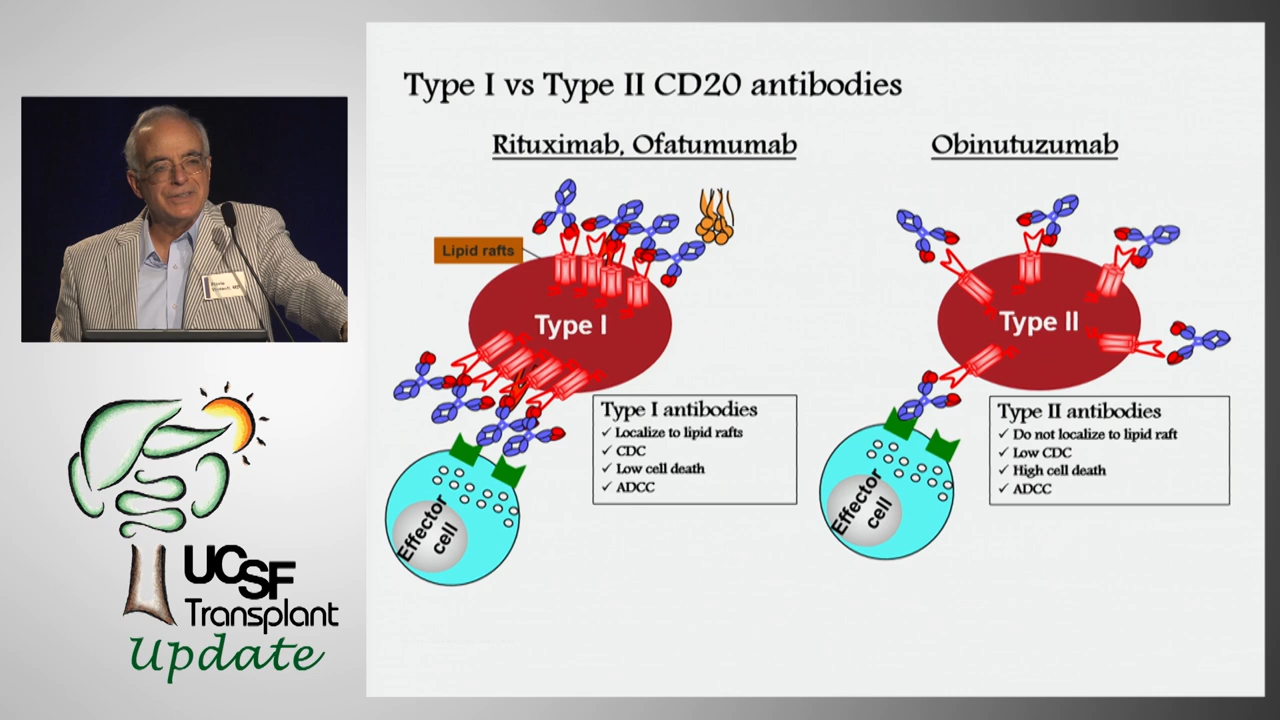 Type I vs Type II CD20 antibodies
Rituximab, Ofatumumab
Obinutuzumab
Lipid rafts
Type I
Type II
Type I antibodies
✓ Localize to lipid rafts
✓ CDC
✓ Low cell death
✓ ADCC
Type II antibodies
✓ Do not localize to lipid raft
✓ Low CDC
✓ High cell death
✓ ADCC
Effector
cell
Effector
cell
UCSF
Transplant
Update